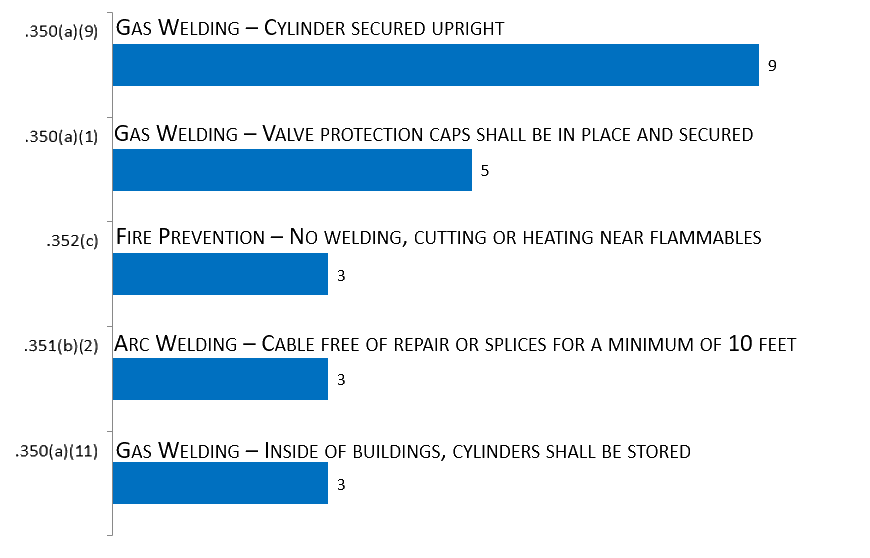 .350(a)(9) Gas Welding – Cylinder secured upright
9
.350(a)(1) Gas Welding – Valve protection caps shall be in place and secured
5
.352(c) Fire Prevention – No welding, cutting or heating near flammables
3
.351(b)(2) Arc Welding – Cable free of repair or splices for a minimum of 10 feet
3
.350(a)(11) Gas Welding – Inside of buildings, cylinders shall be stored
3